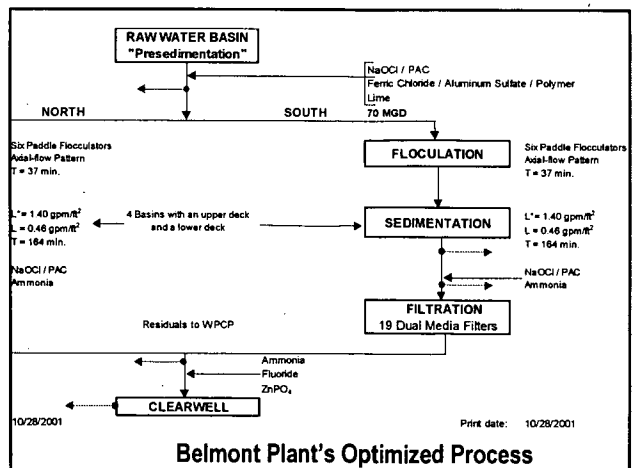 RAW WATER BASIN
"Presedimentation"
NaOCl / PAC
Ferric Chloride / Aluminum Sulfate / Polymer
Lime
NORTH
SOUTH
70 MGD
Six Paddle Flocculators
Axial-flow Pattern
T = 37 min.
FLOCULATION
Six Paddle Flocculators
Axial-flow Pattern
T = 37 min.
L* = 1.40 gpm/ft²
L = 0.46 gpm/ft²
T = 164 min.
4 Basins with an upper deck
and a lower deck
SEDIMENTATION
L* = 1.40 gpm/ft²
L = 0.46 gpm/ft²
T = 164 min.
NaOCl / PAC
Ammonia
NaOCl / PAC
Ammonia
FILTRATION
19 Dual Media Filters
Residuals to WPCP
Ammonia
Fluoride
ZnPO₄
CLEARWELL
10/28/2001
Print date: 10/28/2001
Belmont Plant's Optimized Process